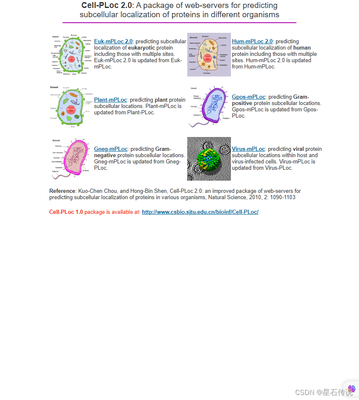 Cell-PLoc 2.0: A package of web-servers for predicting
subcellular localization of proteins in different organisms
Euk-mPLoc 2.0: predicting subcellular
localization of eukaryotic protein
including those with multiple sites.
Euk-mPLoc 2.0 is updated from Euk-
mPLoc.
Hum-mPLoc 2.0: predicting
subcellular localization of human
protein including those with multiple
sites. Hum-mPLoc 2.0 is updated
from Hum-mPLoc.
Plant-mPLoc: predicting plant protein
subcellular locations. Plant-mPLoc is
updated from Plant-PLoc.
Gpos-mPLoc: predicting Gram-
positive protein subcellular locations.
Gpos-mPLoc is updated from Gpos-
PLoc.
Gneg-mPLoc: predicting Gram-
negative protein subcellular locations.
Gneg-mPLoc is updated from Gneg-
PLoc.
Virus-mPLoc: predicting viral protein
subcellular locations within host and
virus-infected cells. Virus-mPLoc is
updated from Virus-PLoc.
Reference: Kuo-Chen Chou, and Hong-Bin Shen, Cell-PLoc 2.0: an improved package of web-servers for
predicting subcellular localization of proteins in various organisms, Natural Science, 2010, 2: 1090-1103
Cell-PLoc 1.0 package is available at: http://www.csbio.sjtu.edu.cn/bioinf/Cell-PLoc/
CSDN @星石传说